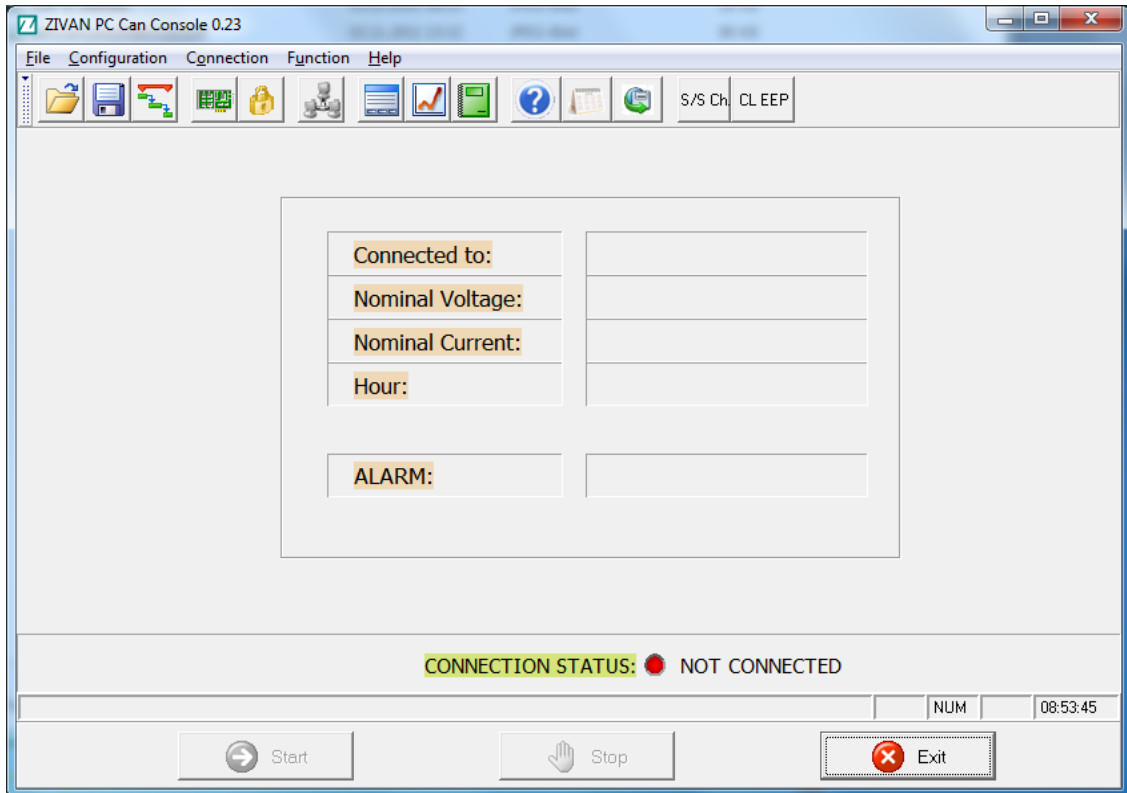 ZIVAN PC Can Console 0.23
File Configuration Connection Function Help
S/S Ch. CL EEP
Connected to:
Nominal Voltage:
Nominal Current:
Hour:
ALARM:
CONNECTION STATUS: NOT CONNECTED
NUM 08:53:45
Start Stop Exit